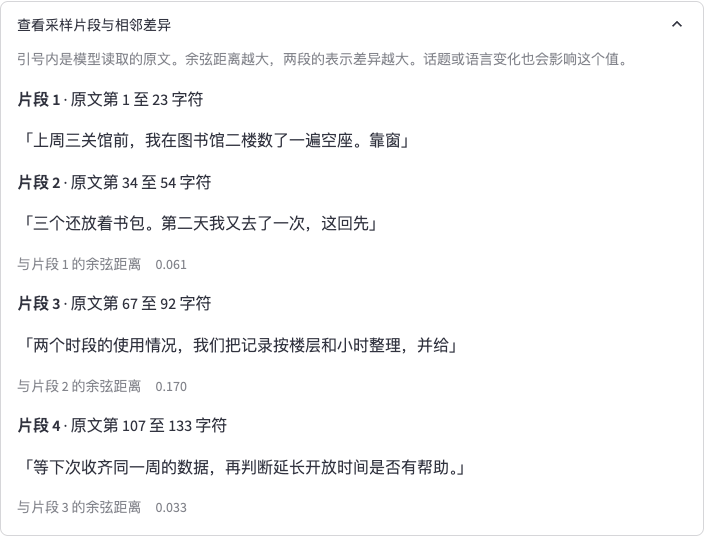 查看采样片段与相邻差异
引号内是模型读取的原文。余弦距离越大，两段的表示差异越大。话题或语言变化也会影响这个值。
片段 1 · 原文第 1 至 23 字符
「上周三关馆前，我在图书馆二楼数了一遍空座。靠窗」
片段 2 · 原文第 34 至 54 字符
「三个还放着书包。第二天我又去了一次，这回先」
与片段 1 的余弦距离 0.061
片段 3 · 原文第 67 至 92 字符
「两个时段的使用情况，我们把记录按楼层和小时整理，并给」
与片段 2 的余弦距离 0.170
片段 4 · 原文第 107 至 133 字符
「等下次收齐同一周的数据，再判断延长开放时间是否有帮助。」
与片段 3 的余弦距离 0.033